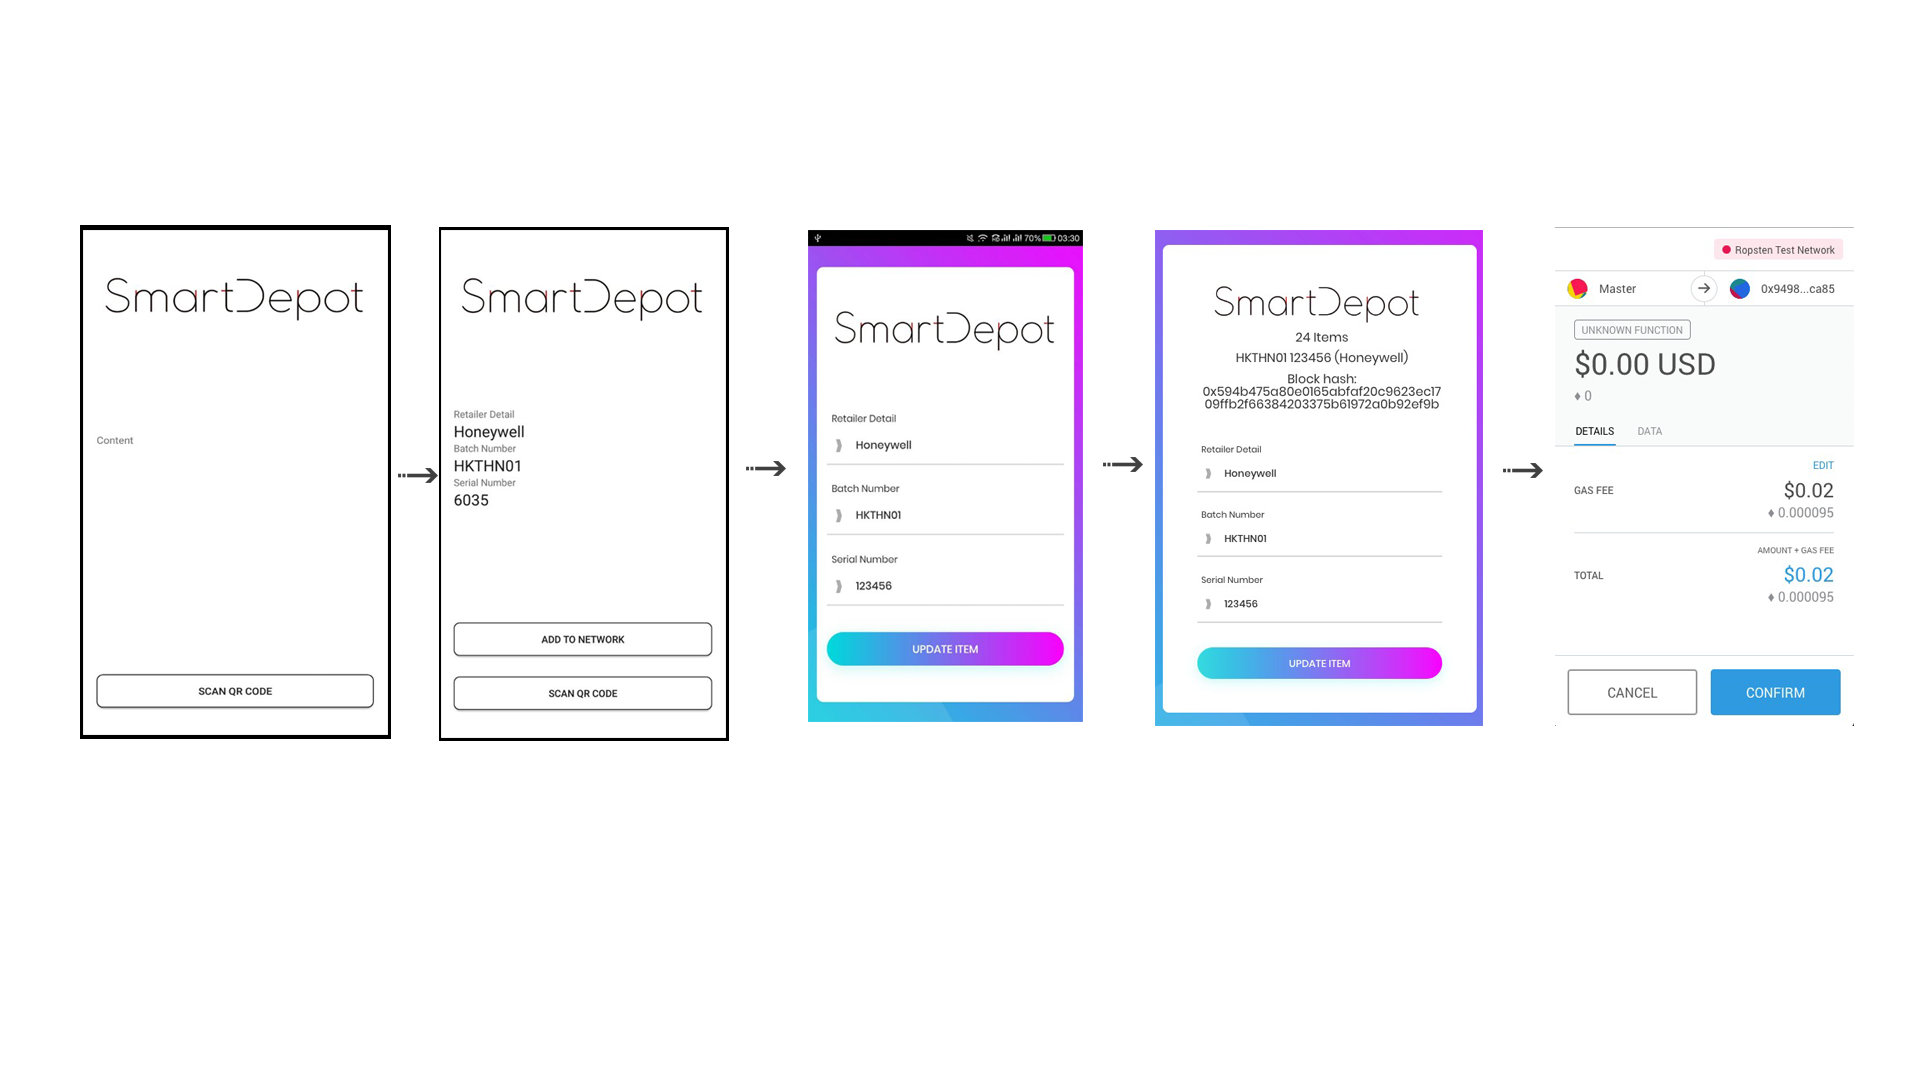 SmartDepot
Content
SCAN QR CODE
SmartDepot
Retailer Detail
Honeywell
Batch Number
HKTHN01
Serial Number
6035
ADD TO NETWORK
SCAN QR CODE
70% 03:30
SmartDepot
Retailer Detail
Honeywell
Batch Number
HKTHN01
Serial Number
123456
UPDATE ITEM
SmartDepot
24 Items
HKTHN01 123456 (Honeywell)
Block hash:
0x594b475a80e0165abfaf20c9623ec17
09ffb2f66384203375b61972a0b92ef9b
Retailer Detail
Honeywell
Batch Number
HKTHN01
Serial Number
123456
UPDATE ITEM
Ropsten Test Network
Master 0x9498...ca85
UNKNOWN FUNCTION
$0.00 USD
0
DETAILS DATA
EDIT
GAS FEE $0.02
0.000095
AMOUNT + GAS FEE
TOTAL $0.02
0.000095
CANCEL CONFIRM